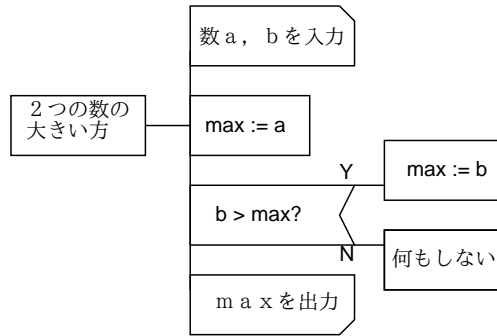 数ａ，ｂを入力
２つの数の
大きい方
max := a
Y
max := b
b > max?
N
何もしない
ｍａｘを出力